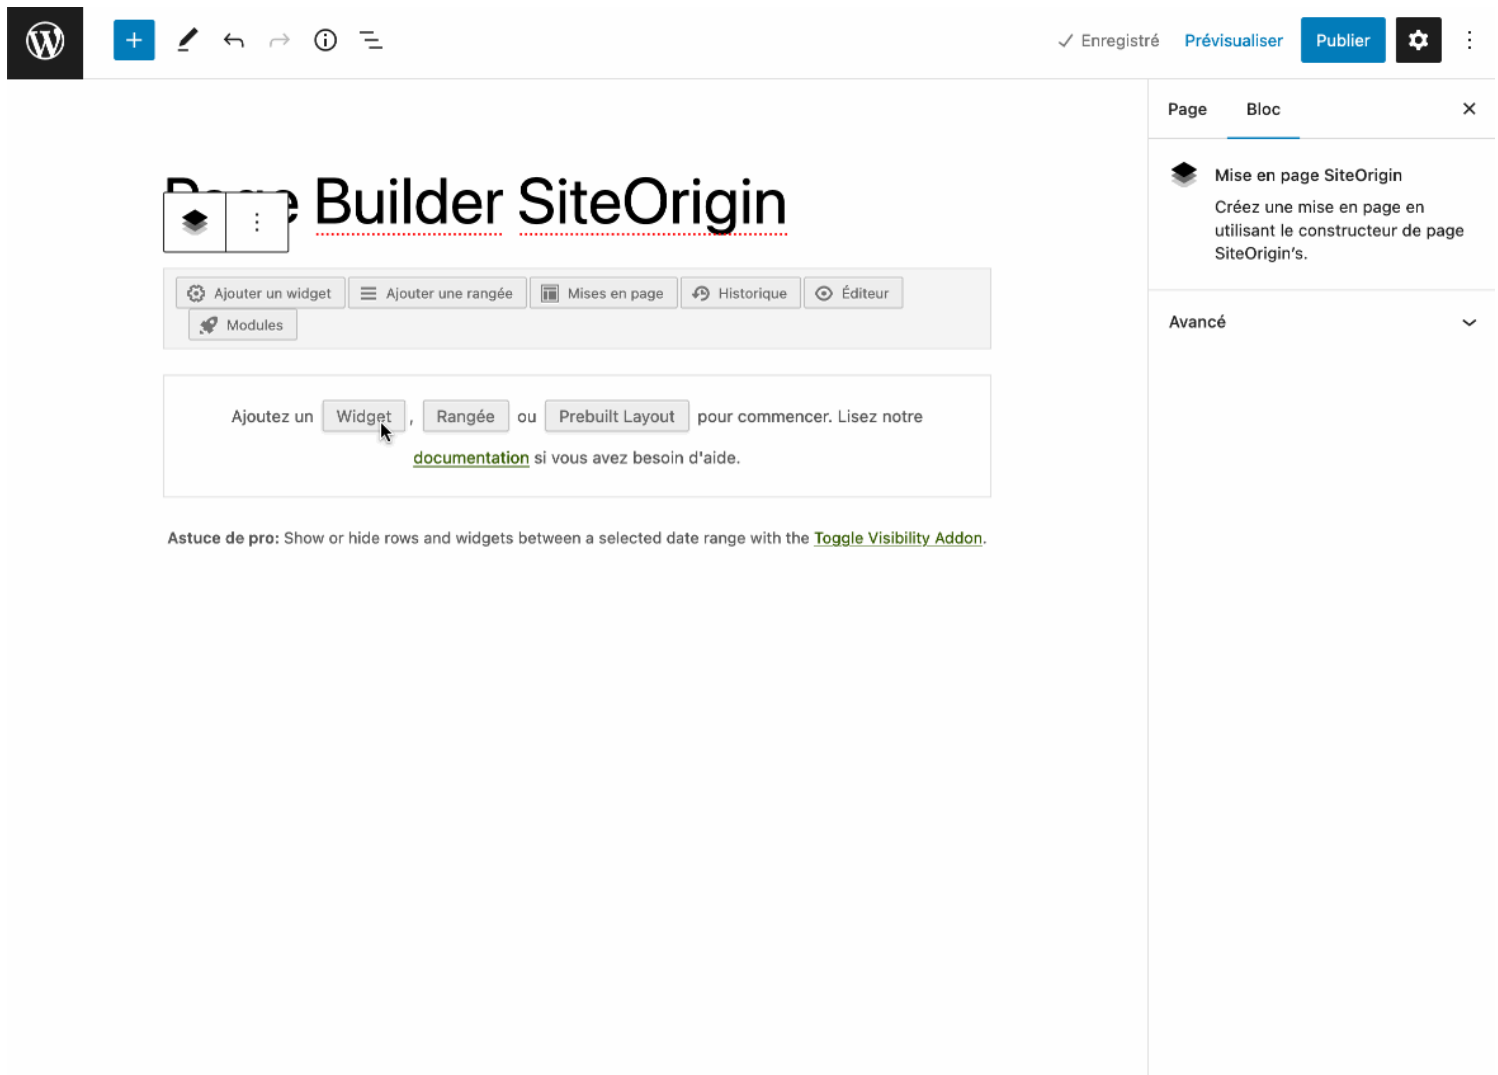 Enregistré Prévisualiser Publier
Page Bloc
Page Builder SiteOrigin
Mise en page SiteOrigin
Créez une mise en page en
utilisant le constructeur de page
SiteOrigin's.
Ajouter un widget Ajouter une rangée Mises en page Historique Éditeur
Modules
Avancé
Ajoutez un Widget , Rangée ou Prebuilt Layout pour commencer. Lisez notre
documentation si vous avez besoin d'aide.
Astuce de pro: Show or hide rows and widgets between a selected date range with the Toggle Visibility Addon.